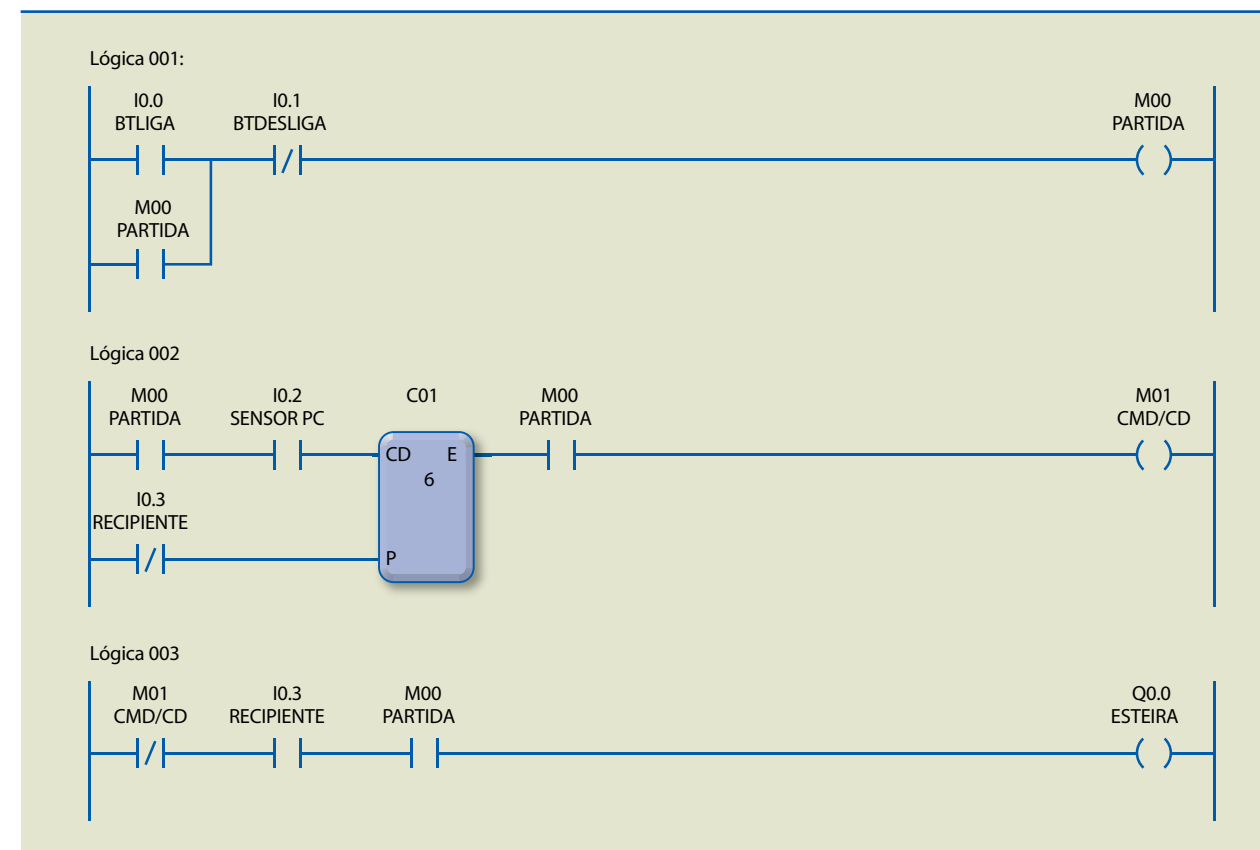 Lógica 001:
I0.0 I0.1 M00
BTLIGA BTDESLIGA PARTIDA
M00
PARTIDA
Lógica 002
M00 I0.2 C01 M00 M01
PARTIDA SENSOR PC PARTIDA CMD/CD
CD E
6
I0.3
RECIPIENTE
P
Lógica 003
M01 I0.3 M00 Q0.0
CMD/CD RECIPIENTE PARTIDA ESTEIRA